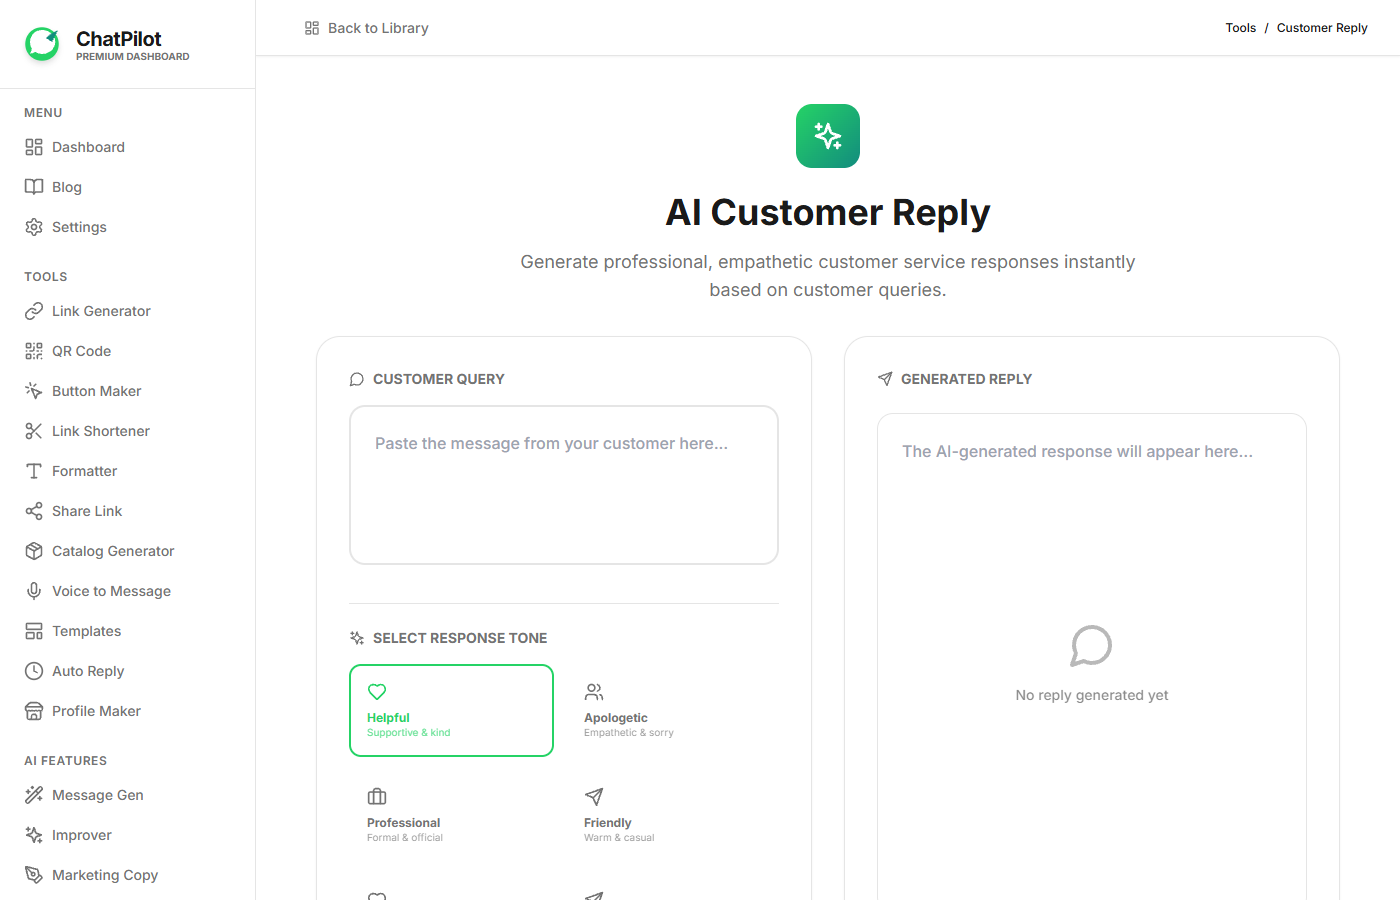 ChatPilot
PREMIUM DASHBOARD
MENU
Dashboard
Blog
Settings
TOOLS
Link Generator
QR Code
Button Maker
Link Shortener
Formatter
Share Link
Catalog Generator
Voice to Message
Templates
Auto Reply
Profile Maker
AI FEATURES
Message Gen
Improver
Marketing Copy
Back to Library
Tools / Customer Reply
AI Customer Reply
Generate professional, empathetic customer service responses instantly
based on customer queries.
CUSTOMER QUERY
Paste the message from your customer here...
SELECT RESPONSE TONE
Helpful
Supportive & kind
Apologetic
Empathetic & sorry
Professional
Formal & official
Friendly
Warm & casual
GENERATED REPLY
The AI-generated response will appear here...
No reply generated yet